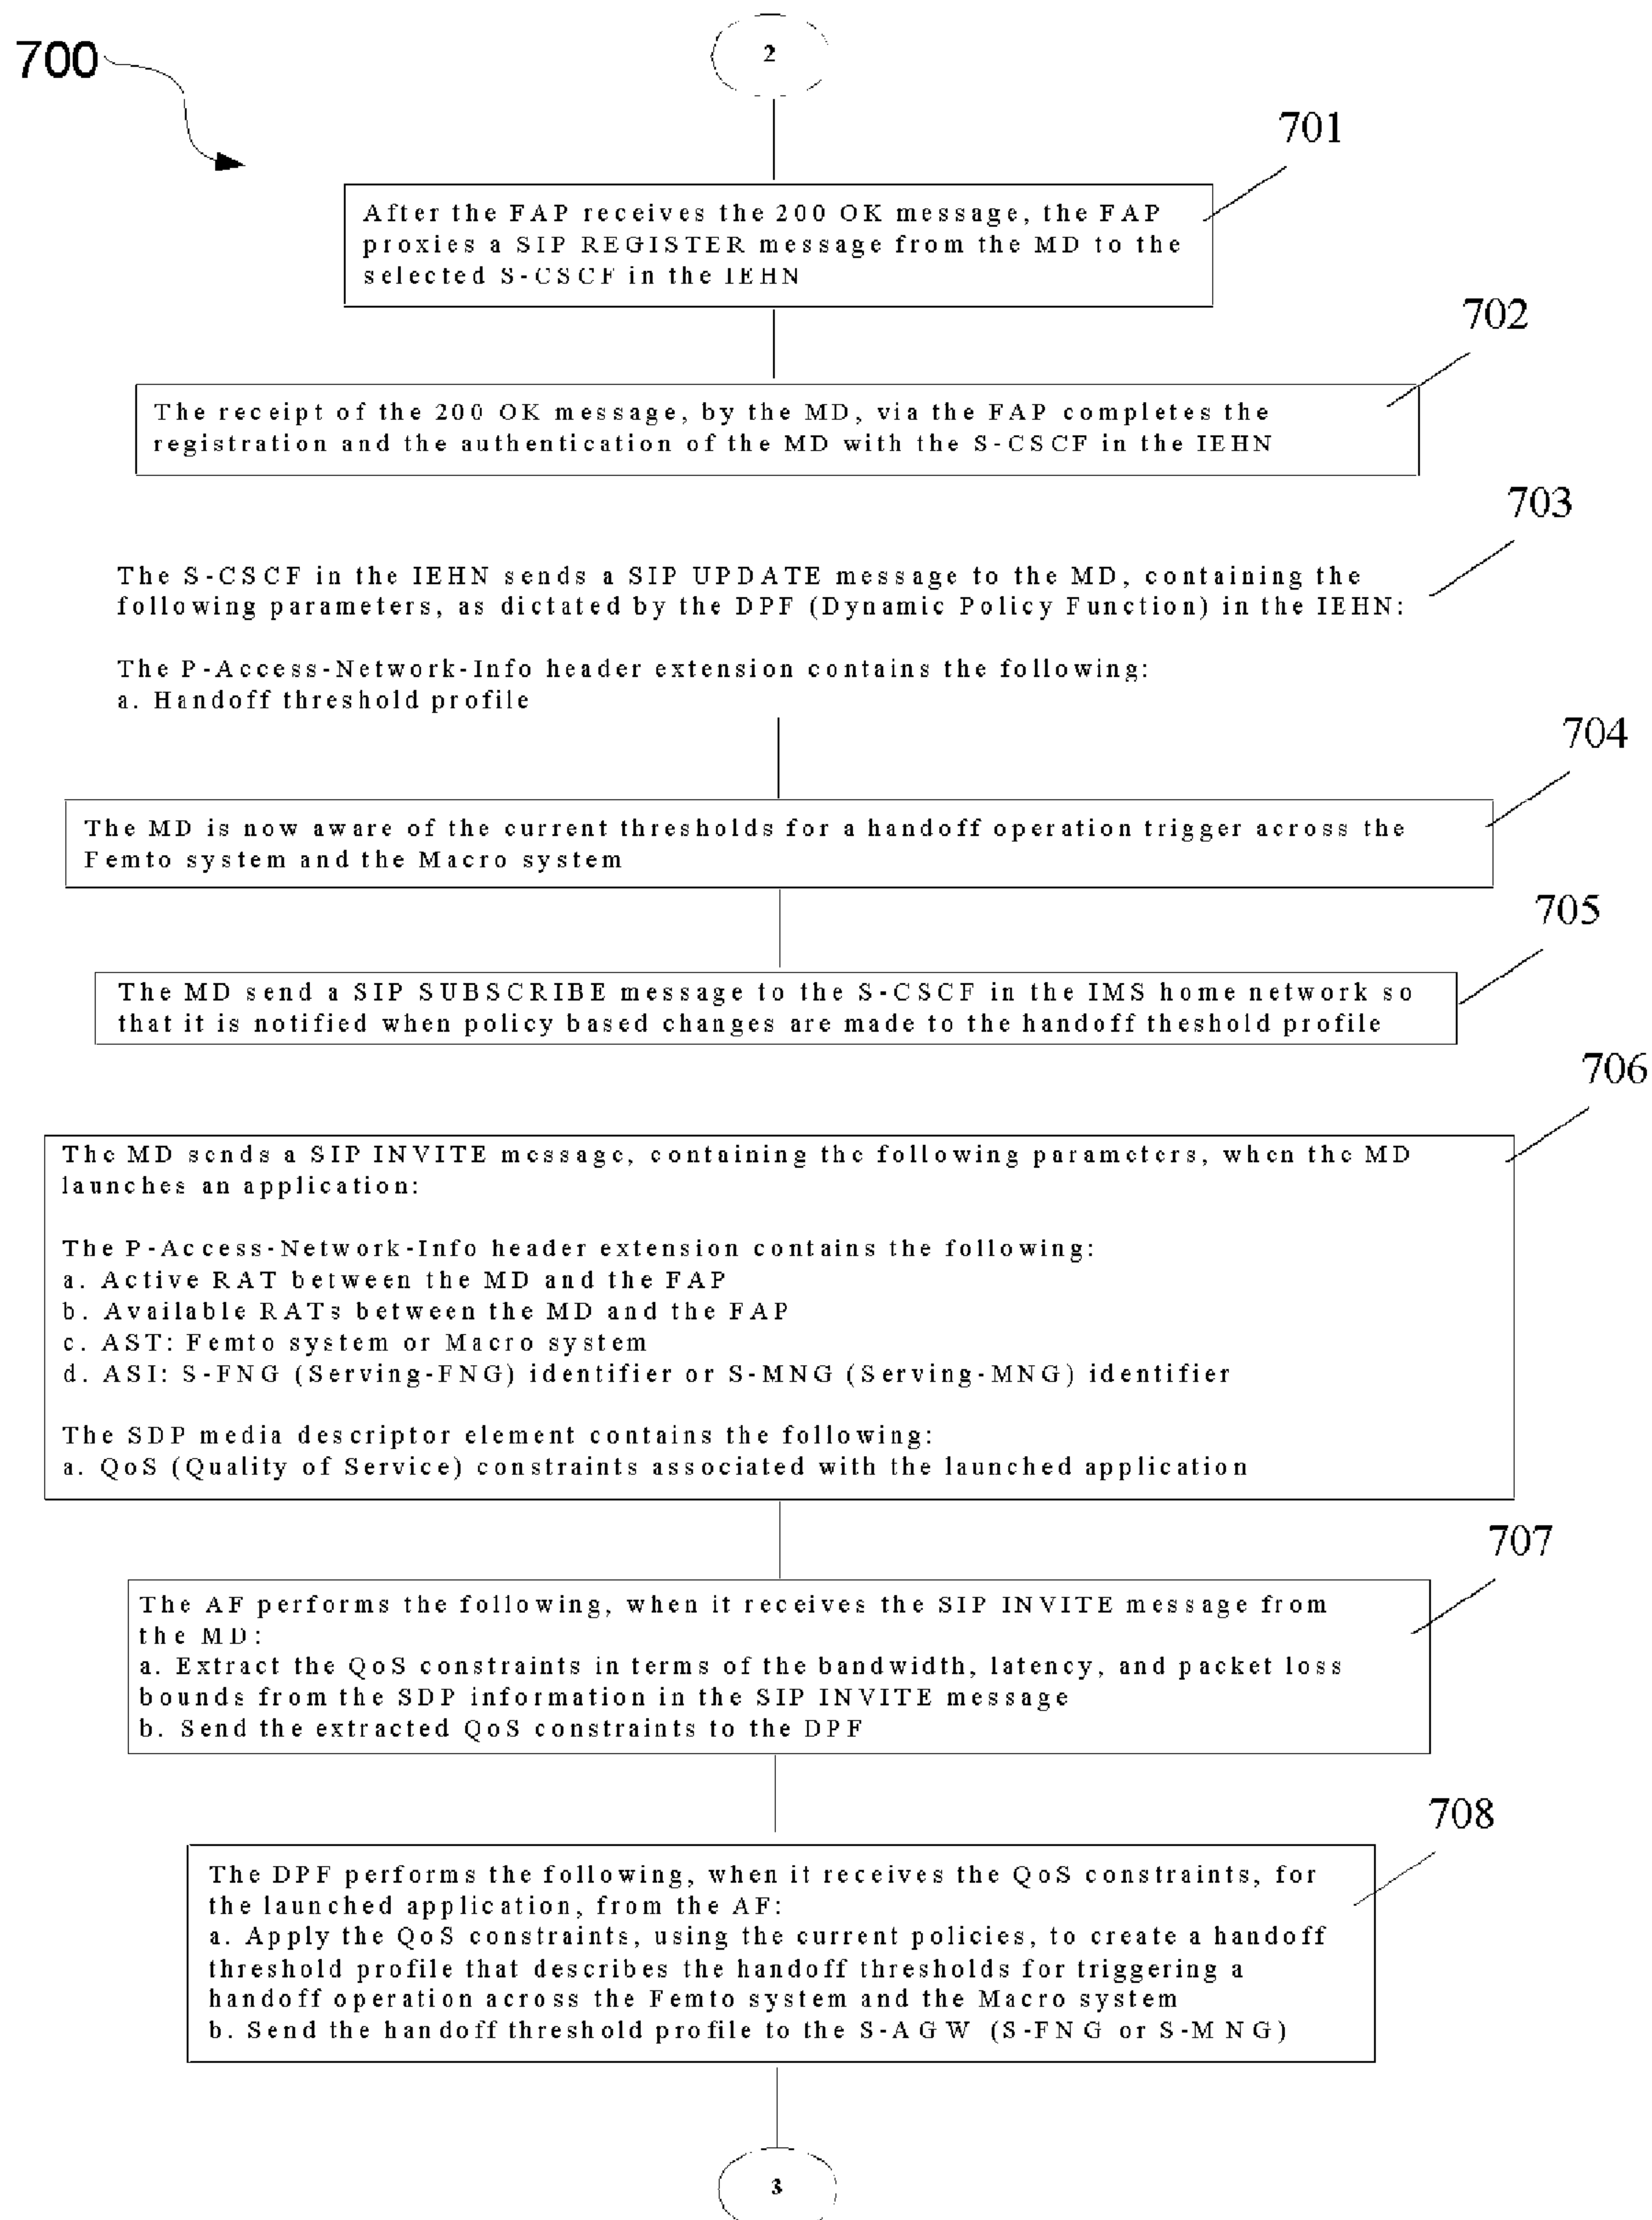 700
2
701
After the FAP receives the 200 OK message, the FAP
proxies a SIP REGISTER message from the MD to the
selected S-CSCF in the IEHN
702
The receipt of the 200 OK message, by the MD, via the FAP completes the
registration and the authentication of the MD with the S-CSCF in the IEHN
703
The S-CSCF in the IEHN sends a SIP UPDATE message to the MD, containing the
following parameters, as dictated by the DPF (Dynamic Policy Function) in the IEHN:
The P-Access-Network-Info header extension contains the following:
a. Handoff threshold profile
704
The MD is now aware of the current thresholds for a handoff operation trigger across the
Femto system and the Macro system
705
The MD send a SIP SUBSCRIBE message to the S-CSCF in the IMS home network so
that it is notified when policy based changes are made to the handoff theshold profile
706
The MD sends a SIP INVITE message, containing the following parameters, when the MD
launches an application:
The P-Access-Network-Info header extension contains the following:
a. Active RAT between the MD and the FAP
b. Available RATs between the MD and the FAP
c. AST: Femto system or Macro system
d. ASI: S-FNG (Serving-FNG) identifier or S-MNG (Serving-MNG) identifier
The SDP media descriptor element contains the following:
a. QoS (Quality of Service) constraints associated with the launched application
707
The AF performs the following, when it receives the SIP INVITE message from
the MD:
a. Extract the QoS constraints in terms of the bandwidth, latency, and packet loss
bounds from the SDP information in the SIP INVITE message
b. Send the extracted QoS constraints to the DPF
708
The DPF performs the following, when it receives the QoS constraints, for
the launched application, from the AF:
a. Apply the QoS constraints, using the current policies, to create a handoff
threshold profile that describes the handoff thresholds for triggering a
handoff operation across the Femto system and the Macro system
b. Send the handoff threshold profile to the S-AGW (S-FNG or S-MNG)
3